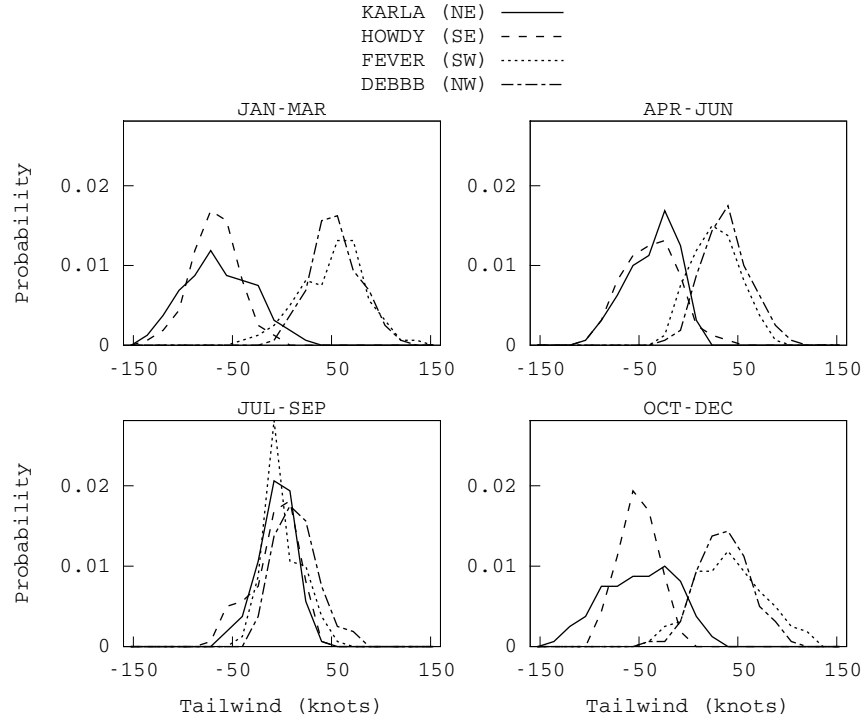 KARLA (NE)
HOWDY (SE)
FEVER (SW)
DEBBB (NW)
JAN-MAR
APR-JUN
Probability
0.02
0.01
0
-150 -50 50 150
0.02
0.01
0
-150 -50 50 150
JUL-SEP
OCT-DEC
Probability
0.02
0.01
0
-150 -50 50 150
Tailwind (knots)
0.02
0.01
0
-150 -50 50 150
Tailwind (knots)